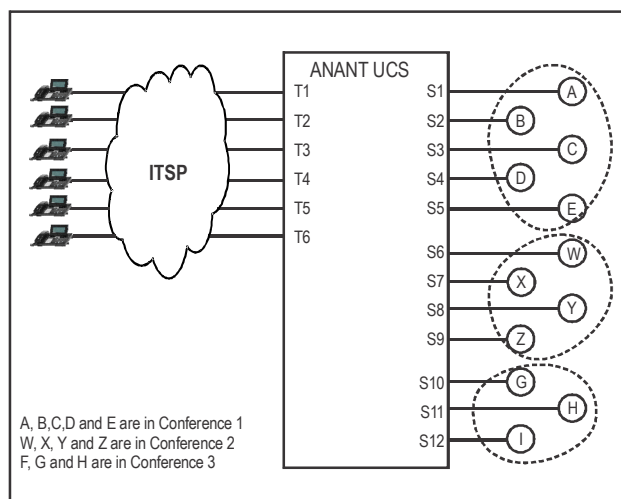 ANANT UCS
ITSP
T1
T2
T3
T4
T5
T6
S1
S2
S3
S4
S5
S6
S7
S8
S9
S10
S11
S12
A
B
C
D
E
W
X
Y
Z
G
H
I
A, B,C,D and E are in Conference 1
W, X, Y and Z are in Conference 2
F, G and H are in Conference 3